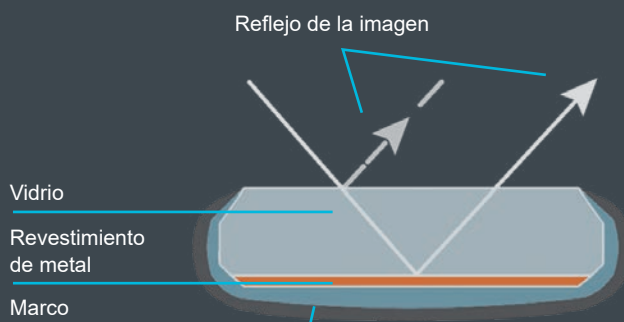 Reflejo de la imagen
Vidrio
Revestimiento
de metal
Marco